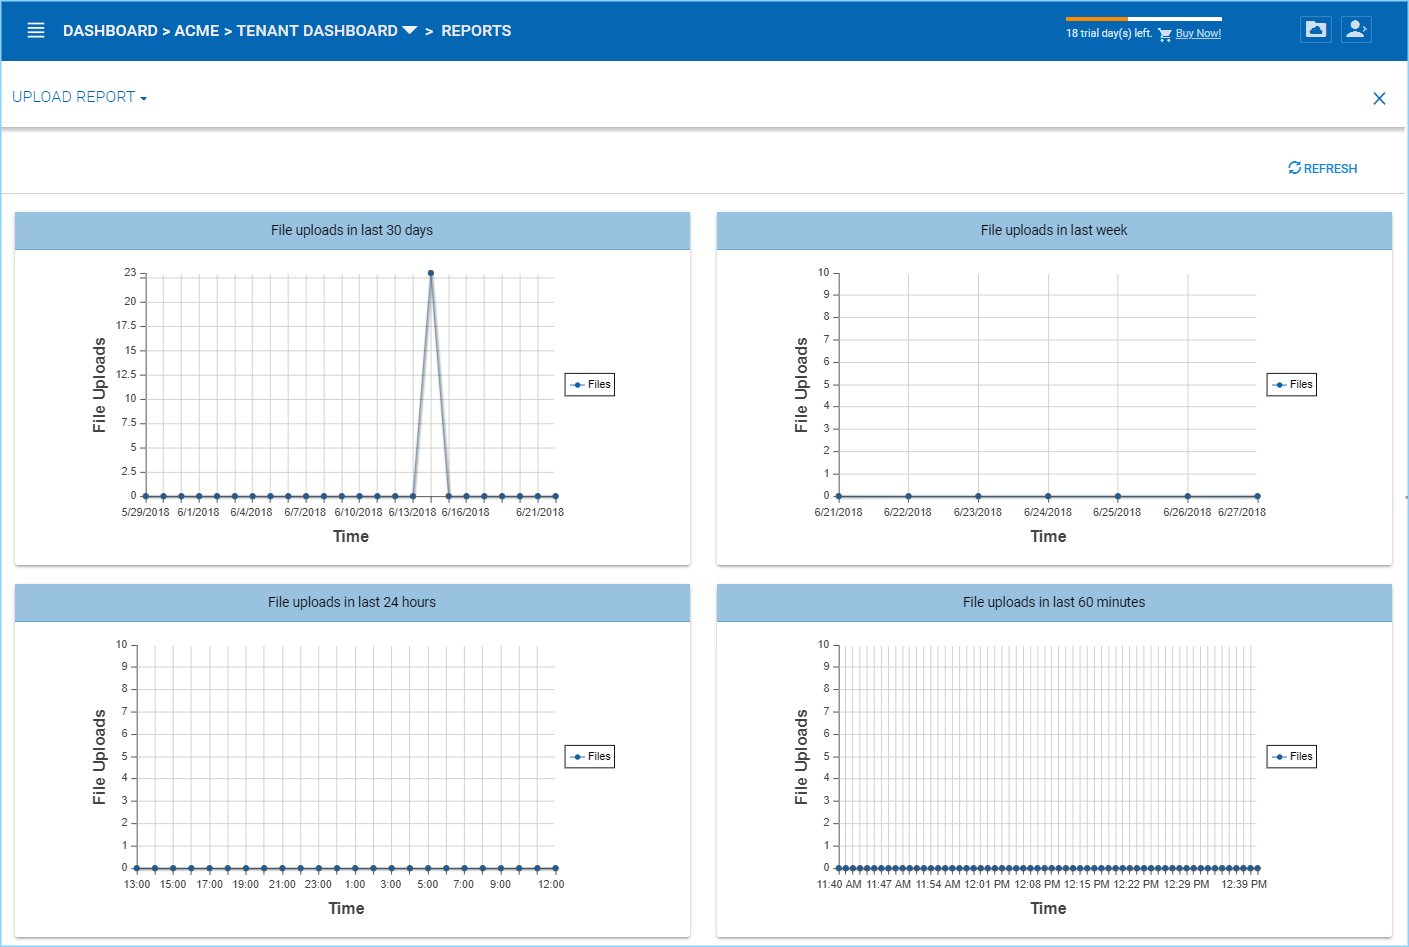 DASHBOARD > ACME > TENANT DASHBOARD > REPORTS
18 trial day(s) left. Buy Now!
UPLOAD REPORT
REFRESH
File uploads in last 30 days
23
20
17.5
15
12.5
10
7.5
5
2.5
0
File Uploads
5/29/2018 6/1/2018 6/4/2018 6/7/2018 6/10/2018 6/13/2018 6/16/2018 6/21/2018
Time
Files
File uploads in last week
10
9
8
7
6
5
4
3
2
1
0
File Uploads
6/21/2018 6/22/2018 6/23/2018 6/24/2018 6/25/2018 6/26/2018 6/27/2018
Time
Files
File uploads in last 24 hours
10
9
8
7
6
5
4
3
2
1
0
File Uploads
13:00 15:00 17:00 19:00 21:00 23:00 1:00 3:00 5:00 7:00 9:00 12:00
Time
Files
File uploads in last 60 minutes
10
9
8
7
6
5
4
3
2
1
0
File Uploads
11:40 AM 11:47 AM 11:54 AM 12:01 PM 12:08 PM 12:15 PM 12:22 PM 12:29 PM 12:39 PM
Time
Files